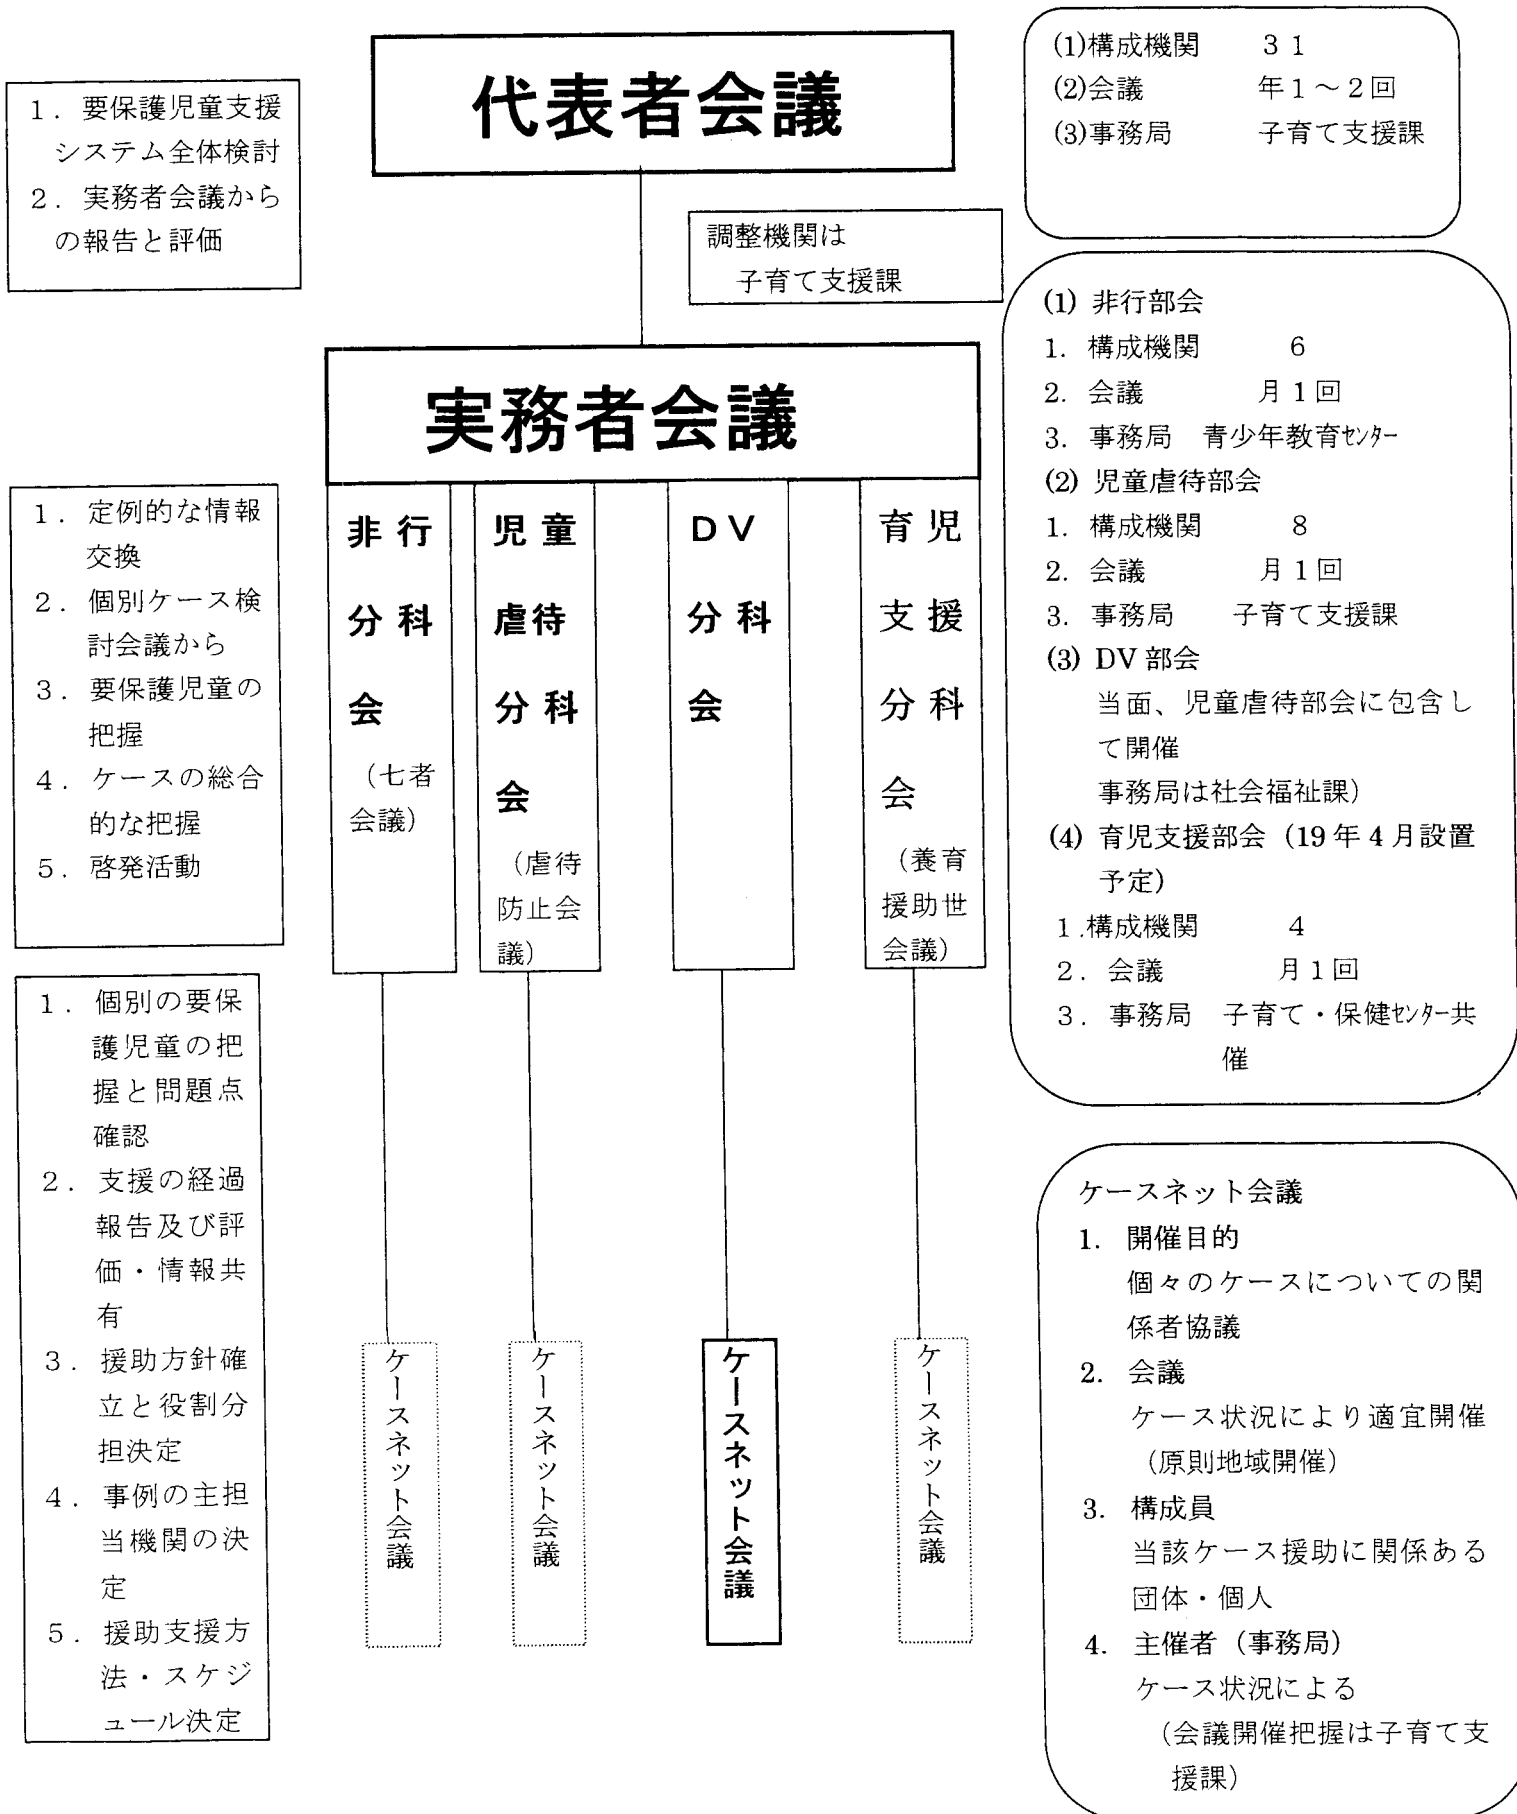 代表者会議
1．要保護児童支援
システム全体検討
2．実務者会議から
の報告と評価
(1)構成機関　　31
(2)会議　　　　年1～2回
(3)事務局　　　子育て支援課
調整機関は
子育て支援課
実務者会議
1．定例的な情報
交換
2．個別ケース検
討会議から
3．要保護児童の
把握
4．ケースの総合
的な把握
5．啓発活動
非行
分科
会
（七者
会議）
児童
虐待
分科
会
（虐待
防止会
議）
DV
分科
会
育児
支援
分科
会
（養育
援助世
会議）
(1) 非行部会
1. 構成機関　　　6
2. 会議　　　　月1回
3. 事務局　青少年教育ｾﾝﾀｰ
(2) 児童虐待部会
1. 構成機関　　　8
2. 会議　　　　月1回
3. 事務局　　子育て支援課
(3) DV 部会
当面、児童虐待部会に包含し
て開催
事務局は社会福祉課）
(4) 育児支援部会（19 年 4 月設置
予定）
1.構成機関　　　4
2．会議　　　　月1回
3．事務局　子育て・保健ｾﾝﾀｰ共
催
1．個別の要保
護児童の把
握と問題点
確認
2．支援の経過
報告及び評
価・情報共
有
3．援助方針確
立と役割分
担決定
4．事例の主担
当機関の決
定
5．援助支援方
法・スケジ
ュール決定
ケースネット会議
ケースネット会議
ケースネット会議
ケースネット会議
ケースネット会議
1. 開催目的
個々のケースについての関
係者協議
2. 会議
ケース状況により適宜開催
（原則地域開催）
3. 構成員
当該ケース援助に関係ある
団体・個人
4. 主催者（事務局）
ケース状況による
（会議開催把握は子育て支
援課）